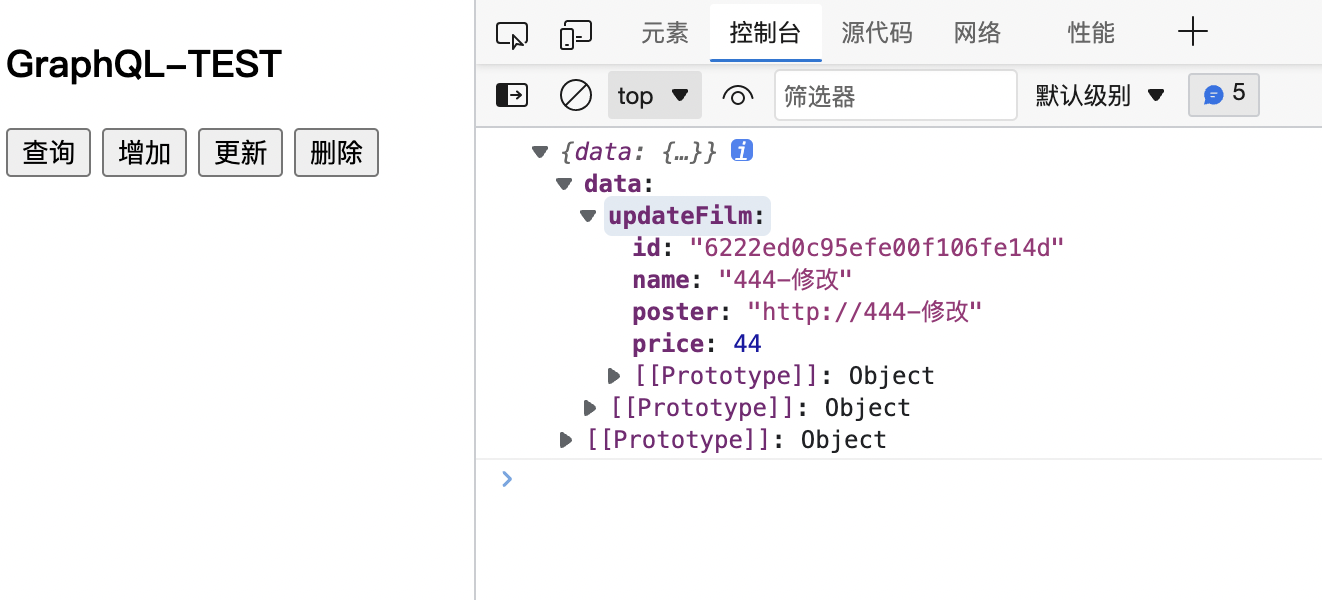 GraphQL-TEST
查询 增加 更新 删除
元素 控制台 源代码 网络 性能
top 筛选器 默认级别 5
{data: {…}} i
data:
updateFilm:
id: "6222ed0c95efe00f106fe14d"
name: "444-修改"
poster: "http://444-修改"
price: 44
[[Prototype]]: Object
[[Prototype]]: Object
[[Prototype]]: Object